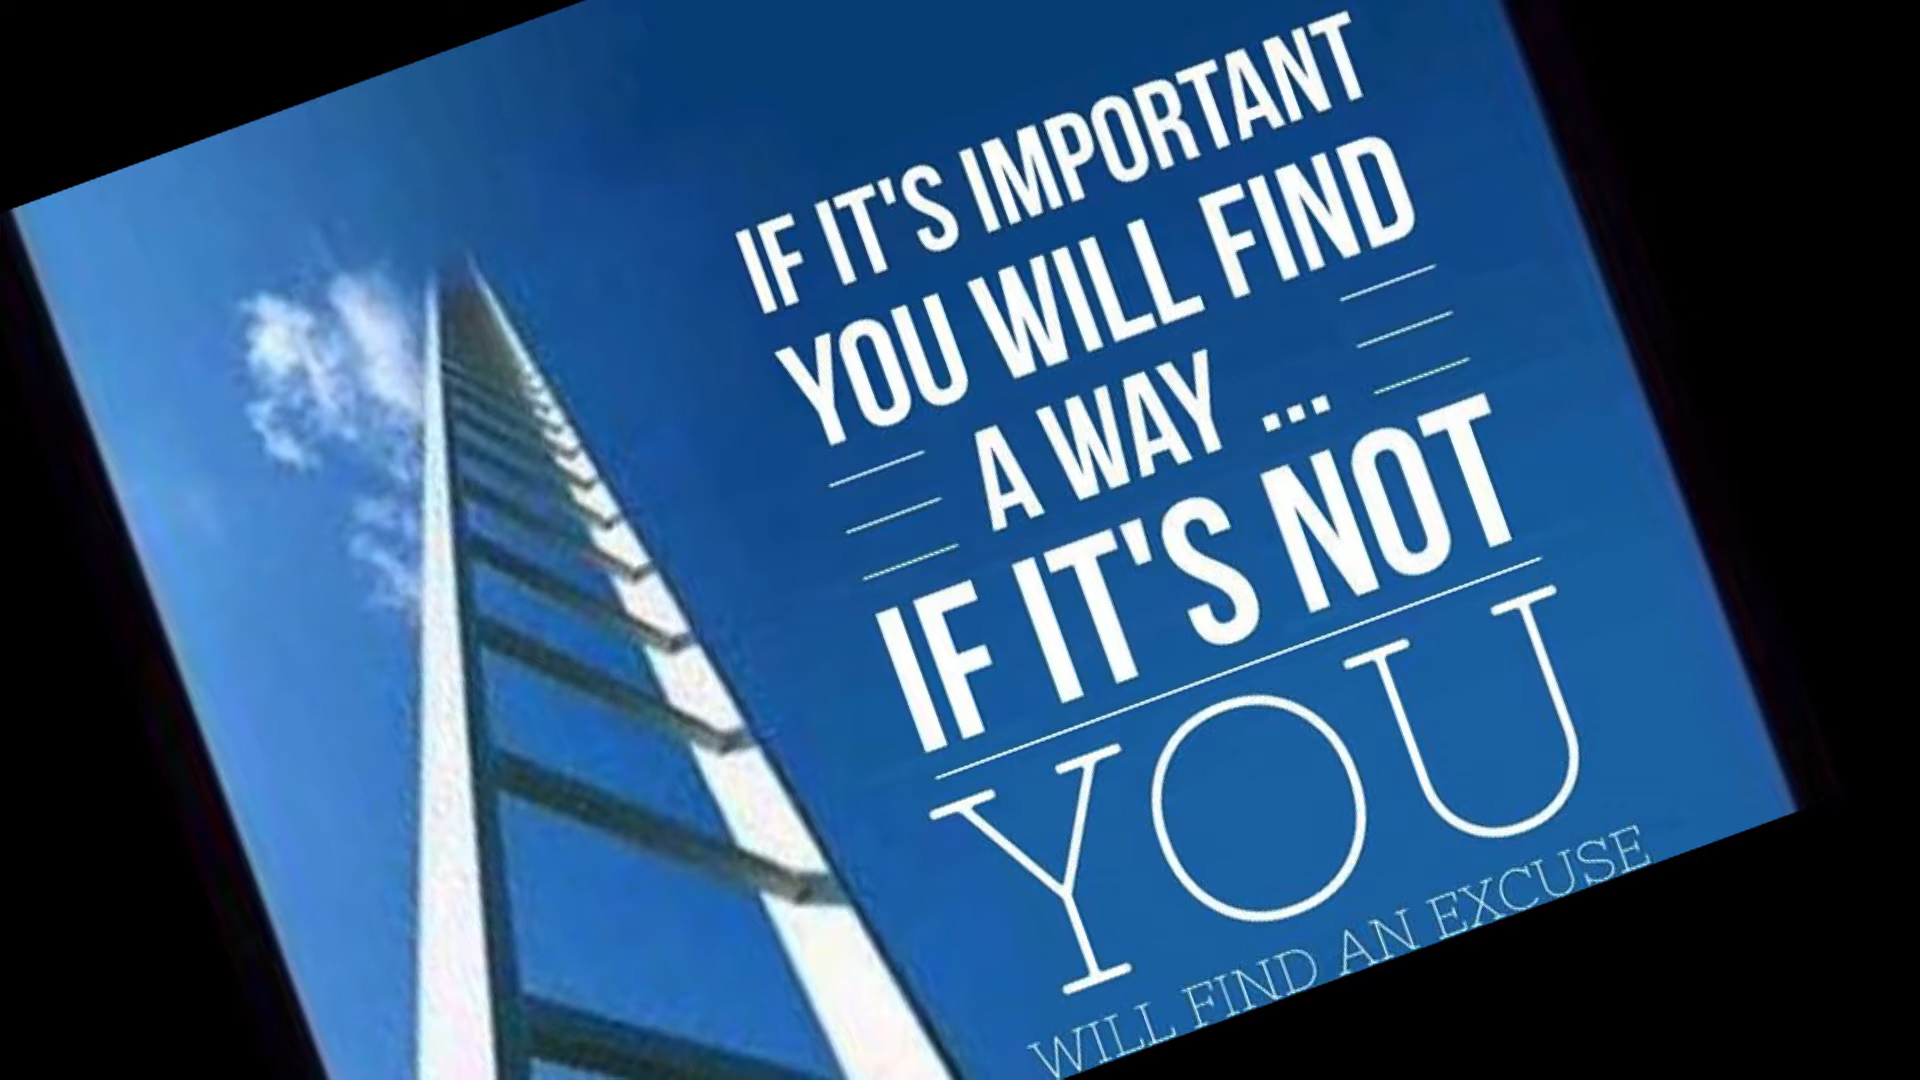 IF IT'S IMPORTANT
YOU WILL FIND
A WAY ...
IF IT'S NOT
YOU
WILL FIND AN EXCUSE